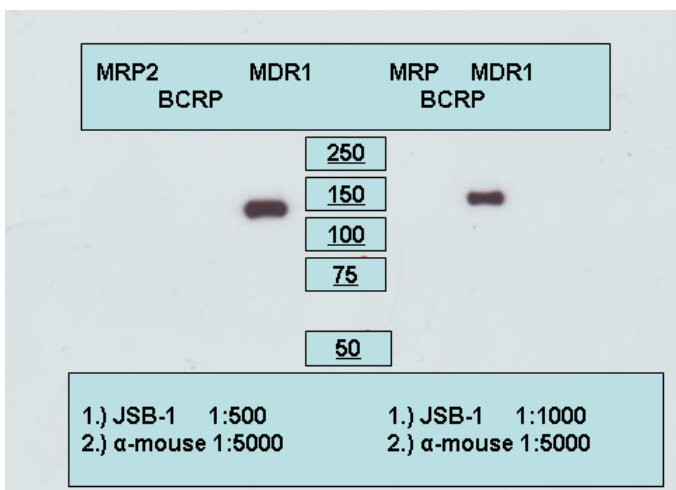 MRP2 MDR1 MRP MDR1
BCRP BCRP
250
150
100
75
50
1.) JSB-1 1:500 1.) JSB-1 1:1000
2.) α-mouse 1:5000 2.) α-mouse 1:5000